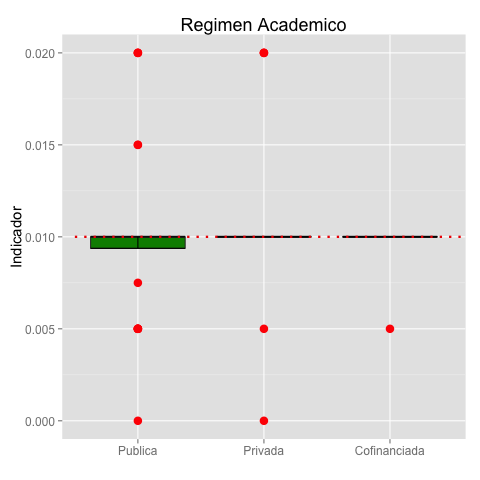 Regimen Academico
Indicador
0.020
0.015
0.010
0.005
0.000
Publica
Privada
Cofinanciada